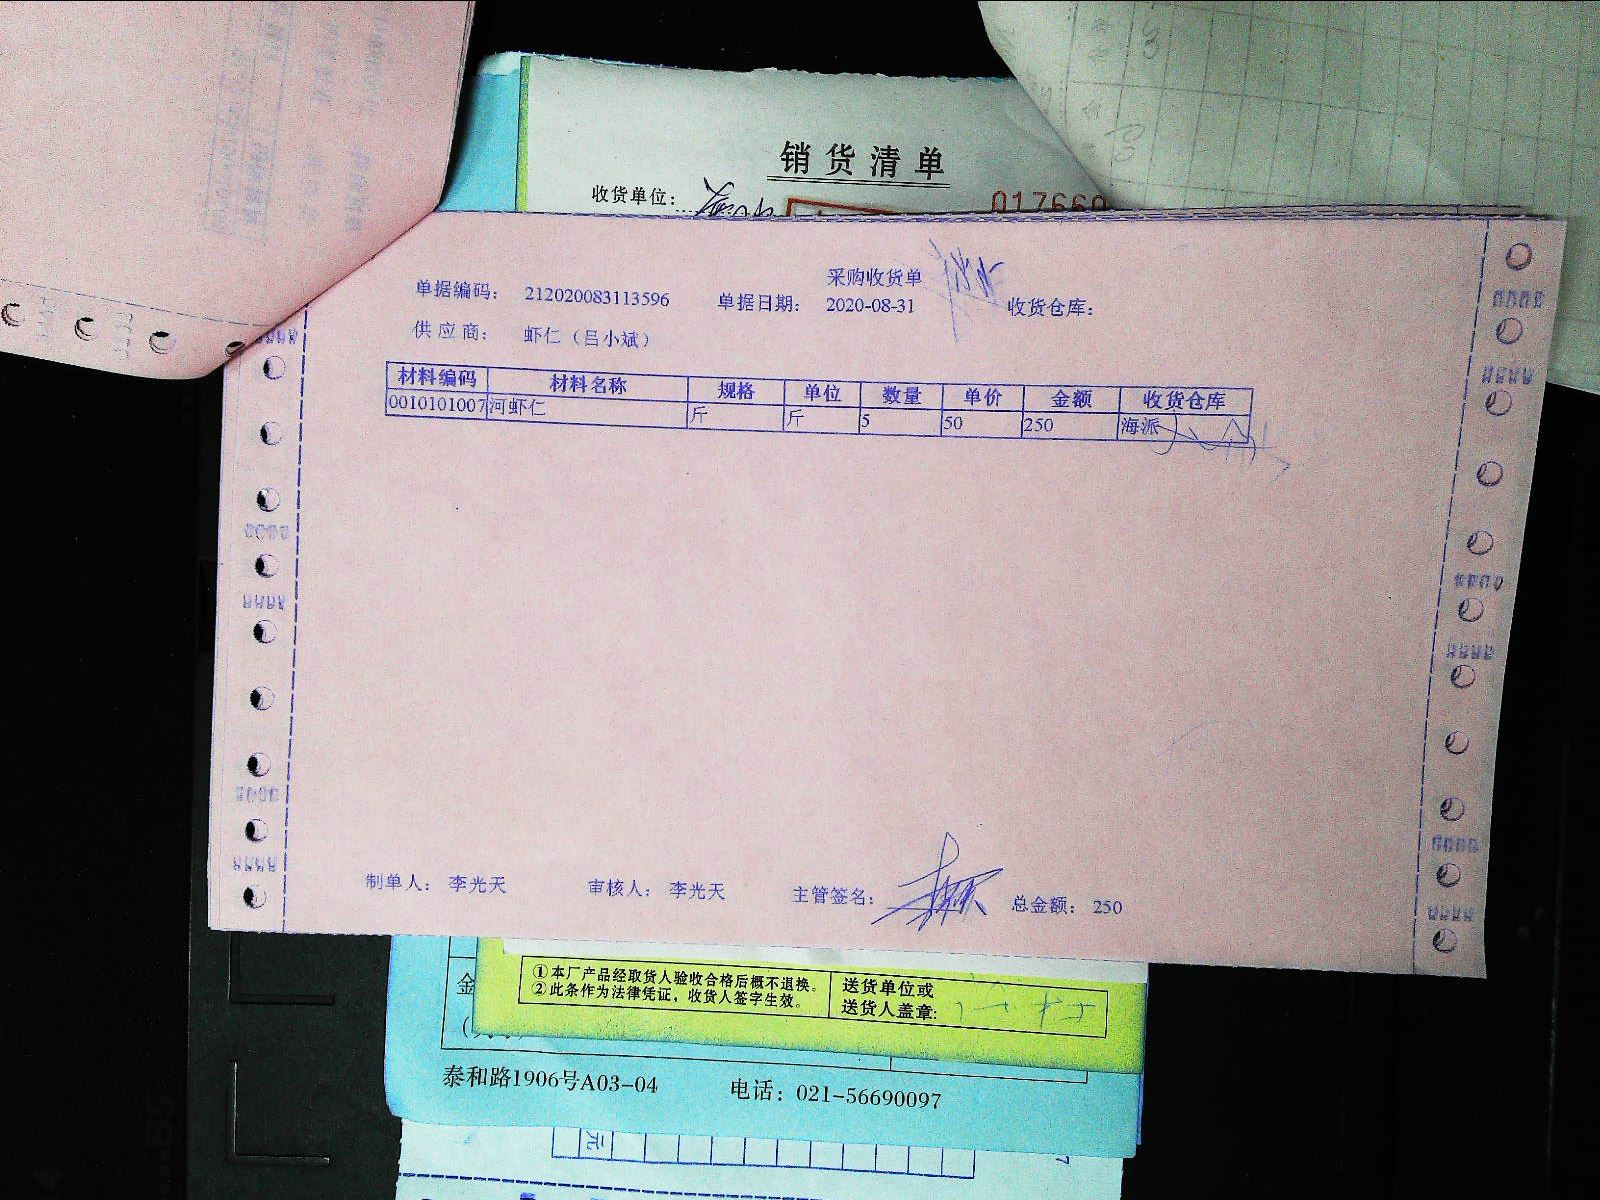 销货清单
收货单位:
017660
采购收货单
单据编码: 212020083113596 单据日期: 2020-08-31 收货仓库:
供应商: 虾仁（吕小斌）
材料编码 材料名称 规格 单位 数量 单价 金额 收货仓库
0010101007 河虾仁 斤 斤 5 50 250 海派
制单人: 李光天 审核人: 李光天 主管签名: 总金额: 250
①本厂产品经取货人验收合格后概不退换。
②此条作为法律凭证，收货人签字生效。
送货单位或
送货人盖章:
金
泰和路1906号A03-04 电话: 021-56690097
元